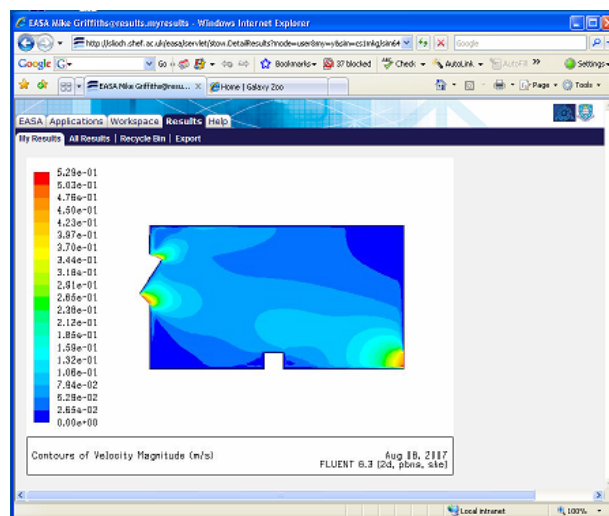 EASA Mike Griffiths@results.myresults - Windows Internet Explorer
Google
Google G Go Bookmarks 37 blocked Check AutoLink AutoFill Settings
EASA Mike Griffiths@resu... X Home | Galaxy Zoo Page Tools
EASA Applications Workspace Results Help
My Results All Results | Recycle Bin | Export
5.29e-01
5.03e-01
4.76e-01
4.50e-01
4.23e-01
3.97e-01
3.70e-01
3.44e-01
3.18e-01
2.91e-01
2.65e-01
2.38e-01
2.12e-01
1.85e-01
1.59e-01
1.32e-01
1.06e-01
7.94e-02
5.29e-02
2.65e-02
0.00e+00
Contours of Velocity Magnitude (m/s)
Aug 18, 2007
FLUENT 6.3 (2d, pbns, ske)
Local intranet 100%